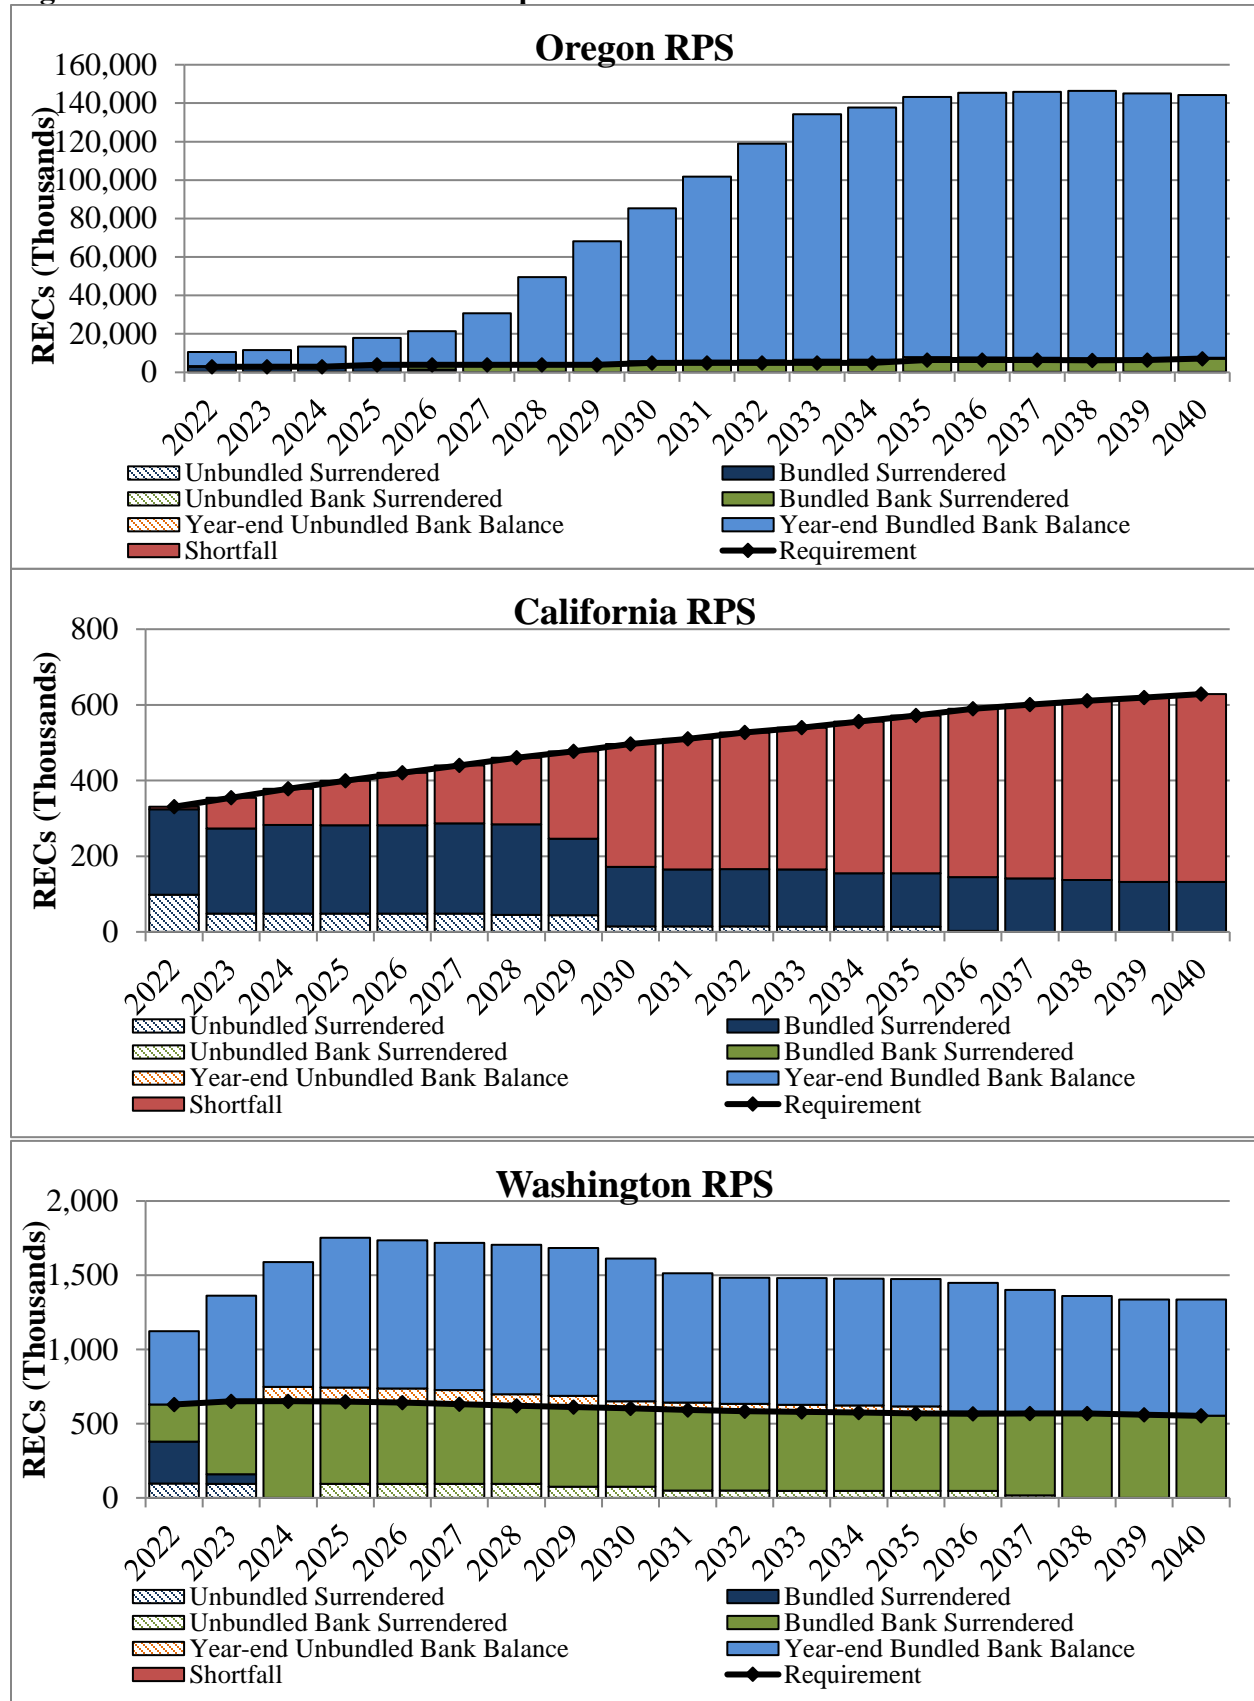 Oregon RPS
RECs (Thousands)
160,000
140,000
120,000
100,000
80,000
60,000
40,000
20,000
0
2022 2023 2024 2025 2026 2027 2028 2029 2030 2031 2032 2033 2034 2035 2036 2037 2038 2039 2040
Unbundled Surrendered Bundled Surrendered
Unbundled Bank Surrendered Bundled Bank Surrendered
Year-end Unbundled Bank Balance Year-end Bundled Bank Balance
Shortfall Requirement
California RPS
RECs (Thousands)
800
600
400
200
0
2022 2023 2024 2025 2026 2027 2028 2029 2030 2031 2032 2033 2034 2035 2036 2037 2038 2039 2040
Unbundled Surrendered Bundled Surrendered
Unbundled Bank Surrendered Bundled Bank Surrendered
Year-end Unbundled Bank Balance Year-end Bundled Bank Balance
Shortfall Requirement
Washington RPS
RECs (Thousands)
2,000
1,500
1,000
500
0
2022 2023 2024 2025 2026 2027 2028 2029 2030 2031 2032 2033 2034 2035 2036 2037 2038 2039 2040
Unbundled Surrendered Bundled Surrendered
Unbundled Bank Surrendered Bundled Bank Surrendered
Year-end Unbundled Bank Balance Year-end Bundled Bank Balance
Shortfall Requirement